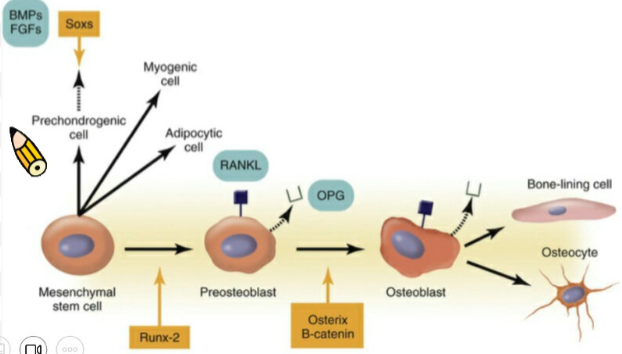 BMPs
FGFs
Soxs
Myogenic
cell
Prechondrogenic
cell
Adipocytic
cell
RANKL
OPG
Bone-lining cell
Osteocyte
Mesenchymal
stem cell
Preosteoblast
Osteoblast
Runx-2
Osterix
B-catenin